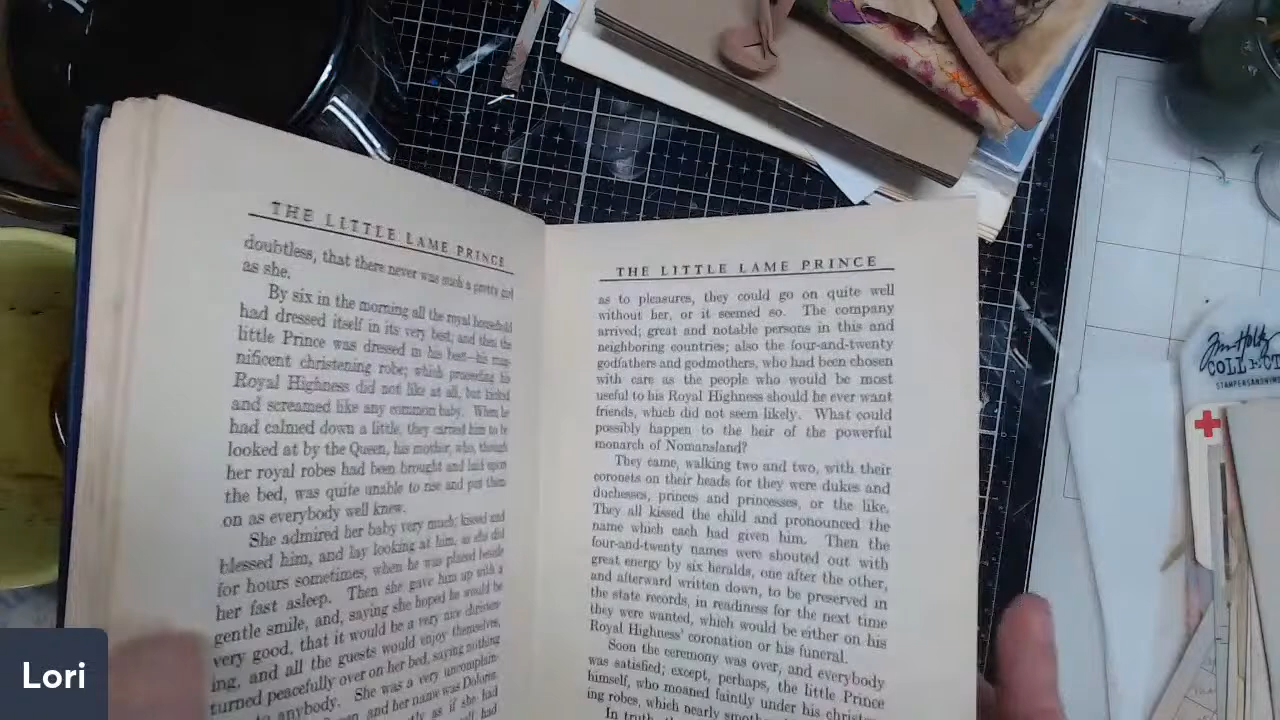 THE LITTLE LAME PRINCE
doubtless, that there never was such a pretty girl
as she.
By six in the morning all the royal household
had dressed itself in its very best; and then the
little Prince was dressed in his best—his mag-
nificent christening robe; which proceeding his
Royal Highness did not like at all, but kicked
and screamed like any common baby. When he
had calmed down a little, they carried him to be
looked at by the Queen, his mother, who, though
her royal robes had been brought and laid upon
the bed, was quite unable to rise and put them
on as everybody well knew.
She admired her baby very much; kissed and
blessed him, and lay looking at him, as she did
for hours sometimes, when he was placed beside
her fast asleep. Then she gave him up with a
gentle smile, and, saying she hoped he would be
very good, that it would be a very nice christen-
ing, and all the guests would enjoy themselves,
turned peacefully over on her bed, saying nothing
to anybody. She was a very uncomplain-
and her name was Dolorez.
as if she had
had
THE LITTLE LAME PRINCE
as to pleasures, they could go on quite well
without her, or it seemed so. The company
arrived; great and notable persons in this and
neighboring countries; also the four-and-twenty
godfathers and godmothers, who had been chosen
with care as the people who would be most
useful to his Royal Highness should he ever want
friends, which did not seem likely. What could
possibly happen to the heir of the powerful
monarch of Nomansland?
They came, walking two and two, with their
coronets on their heads for they were dukes and
duchesses, princes and princesses, or the like.
They all kissed the child and pronounced the
name which each had given him. Then the
four-and-twenty names were shouted out with
great energy by six heralds, one after the other,
and afterward written down, to be preserved in
the state records, in readiness for the next time
they were wanted, which would be either on his
Royal Highness' coronation or his funeral.
Soon the ceremony was over, and everybody
was satisfied; except, perhaps, the little Prince
himself, who moaned faintly under his christen-
ing robes, which nearly smothered
In truth,
Tim Holtz
COLLECT
STAMPERS
Lori